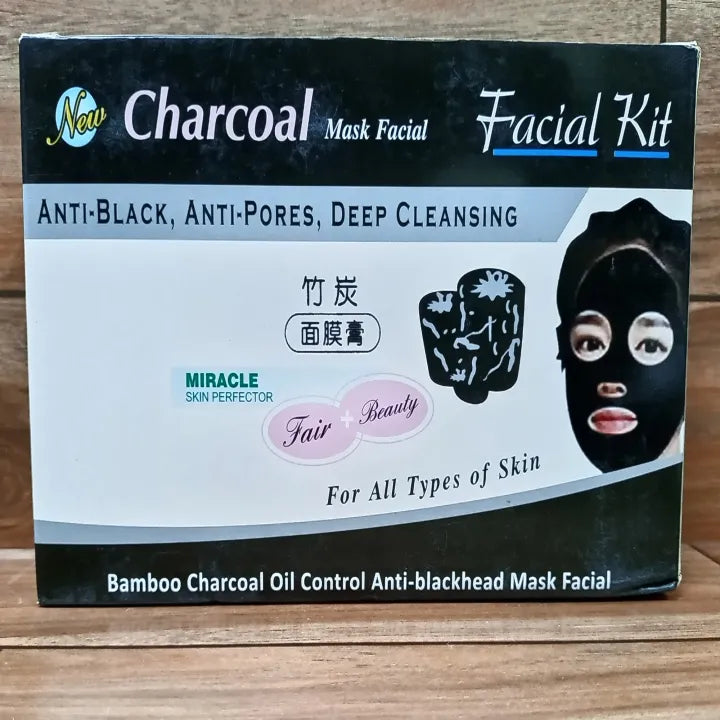 New Charcoal Mask Facial Facial Kit
ANTI-BLACK, ANTI-PORES, DEEP CLEANSING
竹炭
面膜膏
MIRACLE
SKIN PERFECTOR
Fair + Beauty
For All Types of Skin
Bamboo Charcoal Oil Control Anti-blackhead Mask Facial